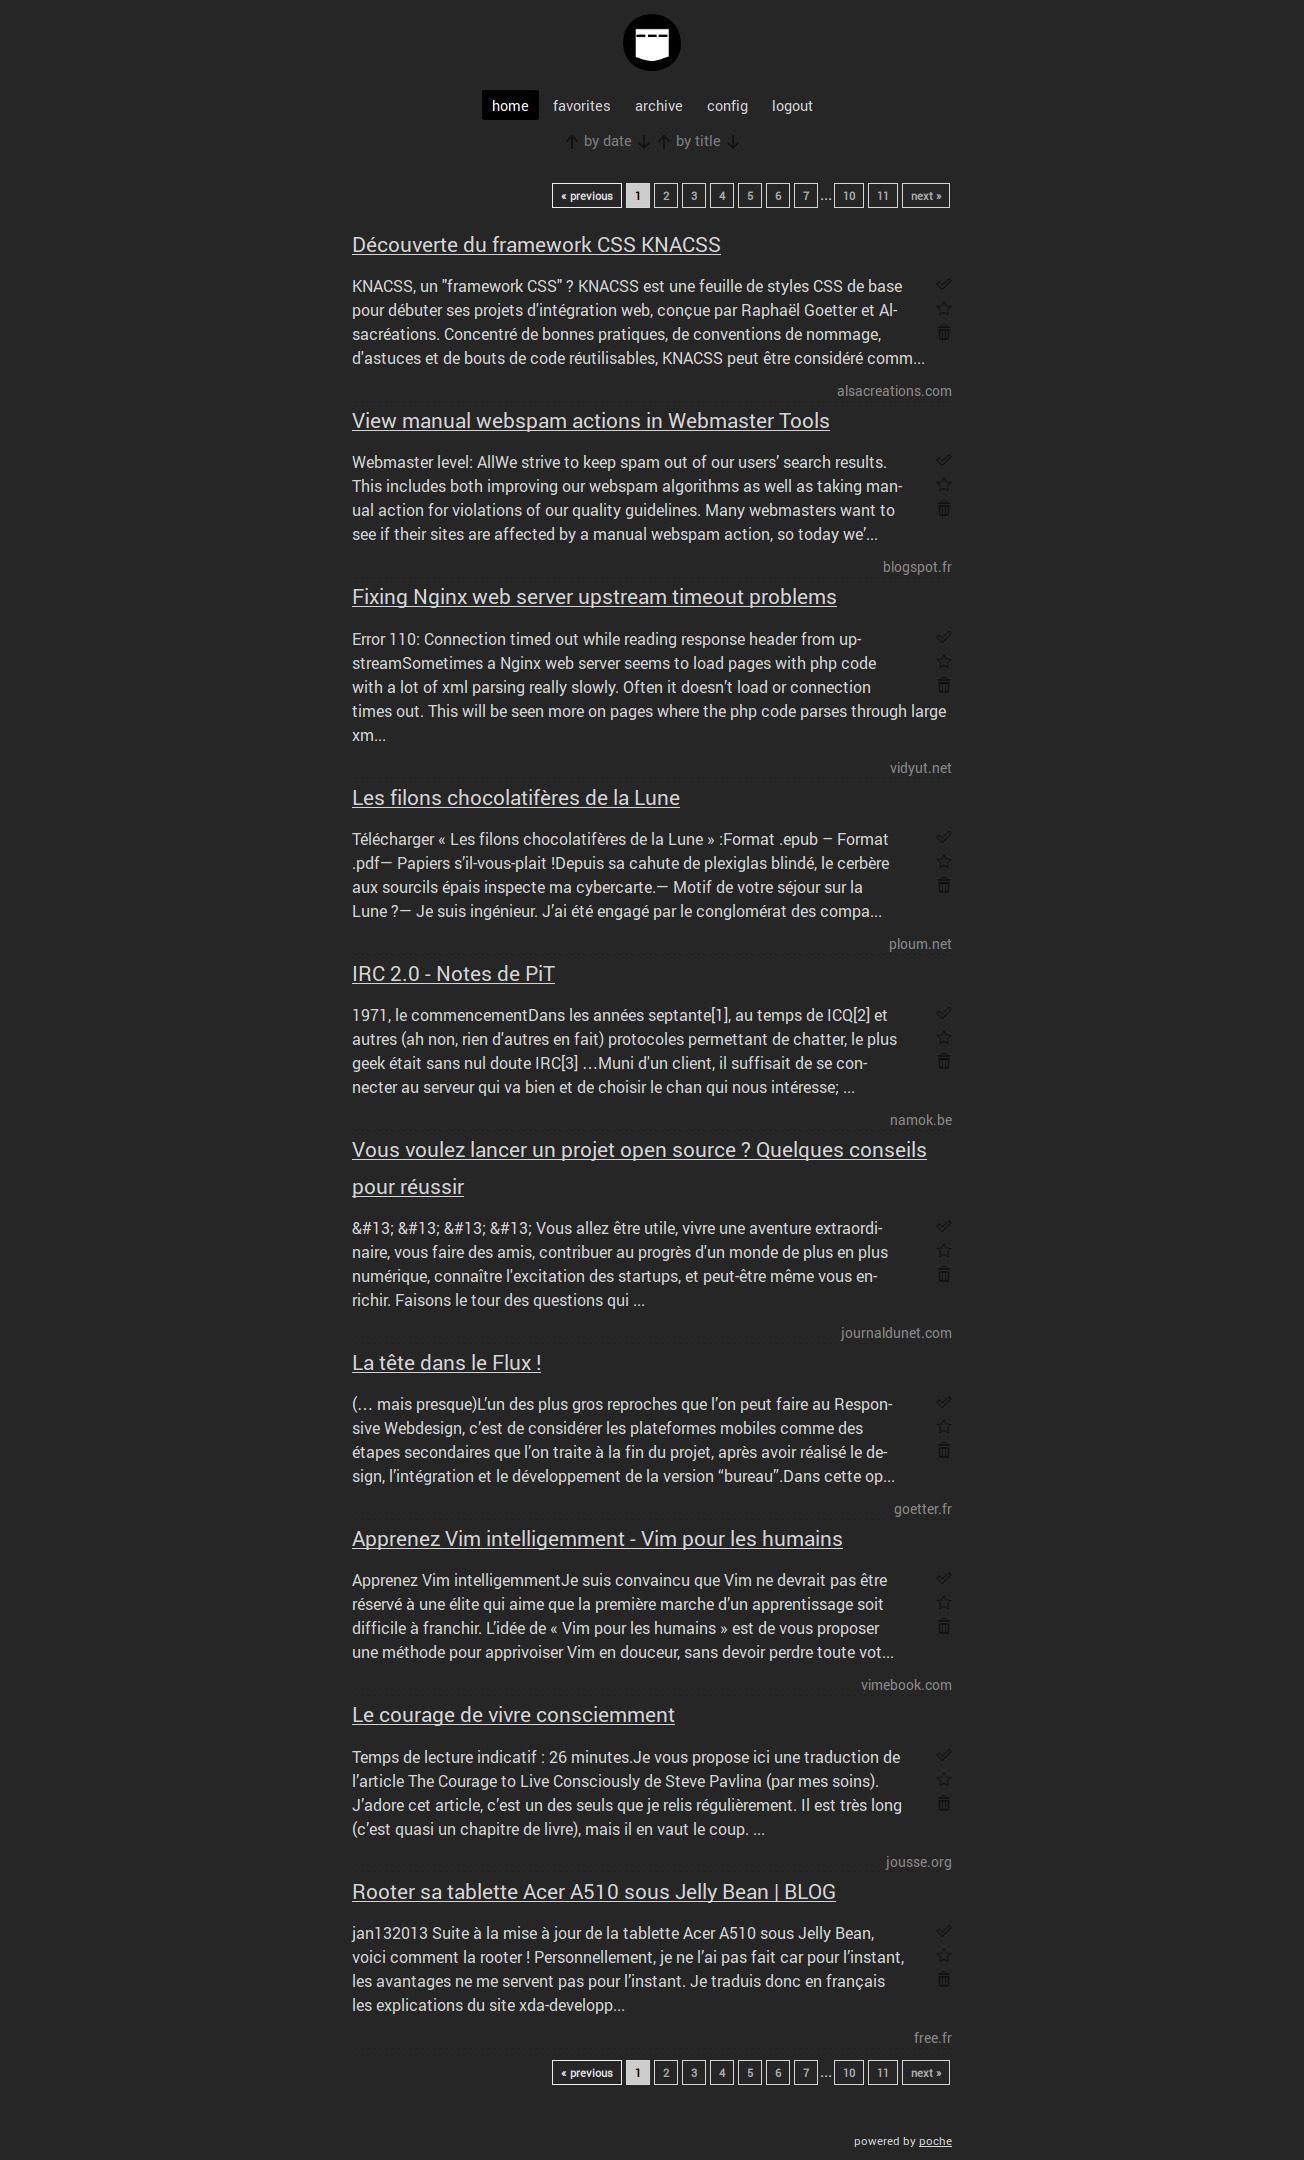 home favorites archive config logout
by date by title
« previous 1 2 3 4 5 6 7 ... 10 11 next »
Découverte du framework CSS KNACSS
KNACSS, un "framework CSS" ? KNACSS est une feuille de styles CSS de base
pour débuter ses projets d'intégration web, conçue par Raphaël Goetter et Al-
sacréations. Concentré de bonnes pratiques, de conventions de nommage,
d'astuces et de bouts de code réutilisables, KNACSS peut être considéré comm...
alsacreations.com
View manual webspam actions in Webmaster Tools
Webmaster level: AllWe strive to keep spam out of our users’ search results.
This includes both improving our webspam algorithms as well as taking man-
ual action for violations of our quality guidelines. Many webmasters want to
see if their sites are affected by a manual webspam action, so today we’...
blogspot.fr
Fixing Nginx web server upstream timeout problems
Error 110: Connection timed out while reading response header from up-
streamSometimes a Nginx web server seems to load pages with php code
with a lot of xml parsing really slowly. Often it doesn’t load or connection
times out. This will be seen more on pages where the php code parses through large
xm...
vidyut.net
Les filons chocolatifères de la Lune
Télécharger « Les filons chocolatifères de la Lune » :Format .epub – Format
.pdf— Papiers s’il-vous-plait !Depuis sa cahute de plexiglas blindé, le cerbère
aux sourcils épais inspecte ma cybercarte.— Motif de votre séjour sur la
Lune ?— Je suis ingénieur. J’ai été engagé par le conglomérat des compa...
ploum.net
IRC 2.0 - Notes de PiT
1971, le commencementDans les années septante[1], au temps de ICQ[2] et
autres (ah non, rien d'autres en fait) protocoles permettant de chatter, le plus
geek était sans nul doute IRC[3] …Muni d'un client, il suffisait de se con-
necter au serveur qui va bien et de choisir le chan qui nous intéresse; ...
namok.be
Vous voulez lancer un projet open source ? Quelques conseils
pour réussir
&#13; &#13; &#13; &#13; Vous allez être utile, vivre une aventure extraordi-
naire, vous faire des amis, contribuer au progrès d'un monde de plus en plus
numérique, connaître l'excitation des startups, et peut-être même vous en-
richir. Faisons le tour des questions qui ...
journaldunet.com
La tête dans le Flux !
(… mais presque)L’un des plus gros reproches que l’on peut faire au Respon-
sive Webdesign, c’est de considérer les plateformes mobiles comme des
étapes secondaires que l’on traite à la fin du projet, après avoir réalisé le de-
sign, l’intégration et le développement de la version “bureau”.Dans cette op...
goetter.fr
Apprenez Vim intelligemment - Vim pour les humains
Apprenez Vim intelligemmentJe suis convaincu que Vim ne devrait pas être
réservé à une élite qui aime que la première marche d’un apprentissage soit
difficile à franchir. L’idée de « Vim pour les humains » est de vous proposer
une méthode pour apprivoiser Vim en douceur, sans devoir perdre toute vot...
vimebook.com
Le courage de vivre consciemment
Temps de lecture indicatif : 26 minutes.Je vous propose ici une traduction de
l’article The Courage to Live Consciously de Steve Pavlina (par mes soins).
J’adore cet article, c’est un des seuls que je relis régulièrement. Il est très long
(c’est quasi un chapitre de livre), mais il en vaut le coup. ...
jousse.org
Rooter sa tablette Acer A510 sous Jelly Bean | BLOG
jan132013 Suite à la mise à jour de la tablette Acer A510 sous Jelly Bean,
voici comment la rooter ! Personnellement, je ne l’ai pas fait car pour l’instant,
les avantages ne me servent pas pour l’instant. Je traduis donc en français
les explications du site xda-developp...
free.fr
« previous 1 2 3 4 5 6 7 ... 10 11 next »
powered by poche